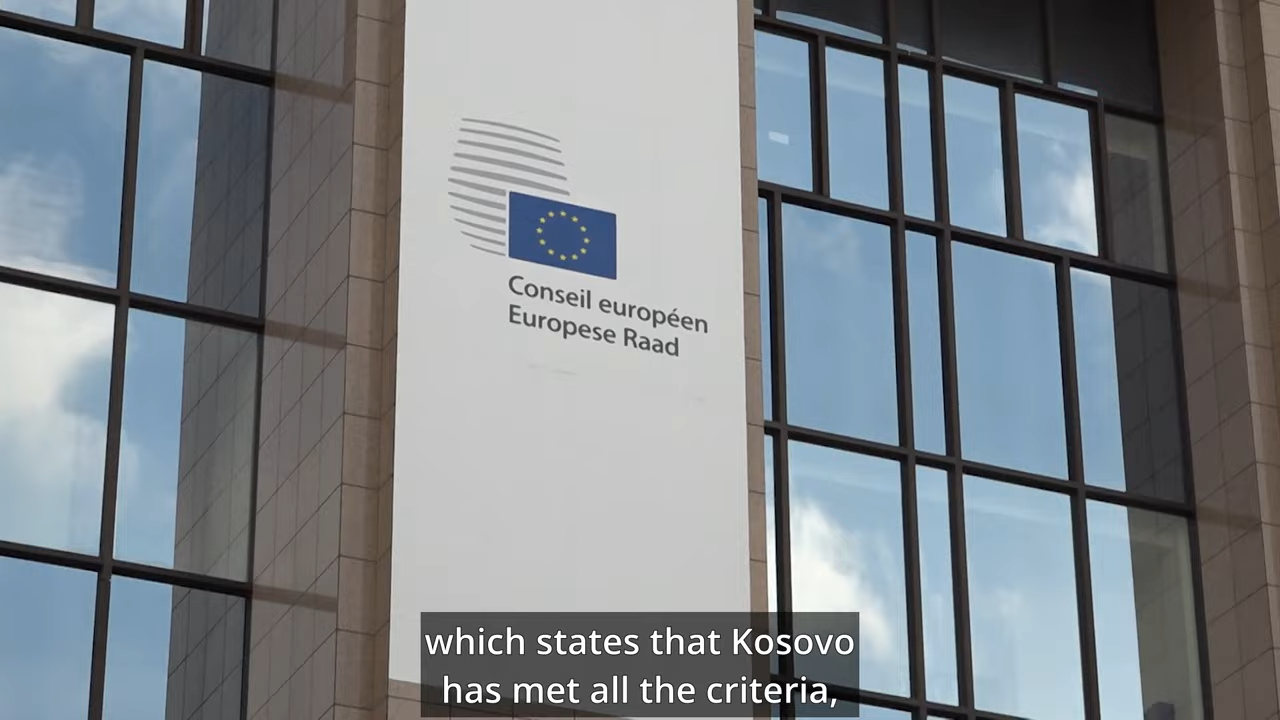 Conseil européen
Europese Raad
which states that Kosovo
has met all the criteria,